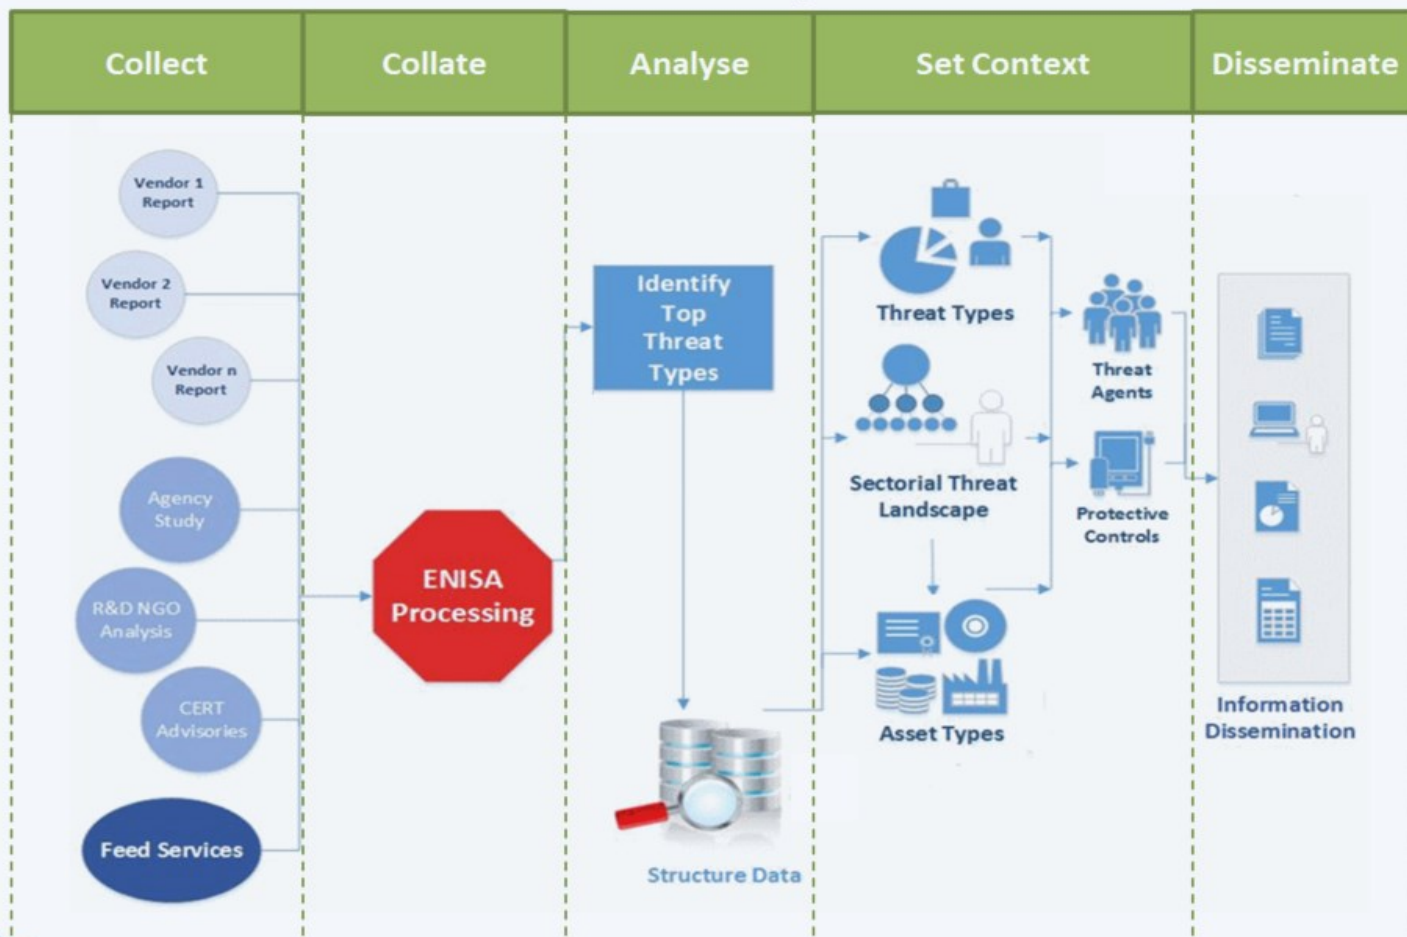 Collect
Collate
Analyse
Set Context
Disseminate
Vendor 1
Report
Vendor 2
Report
Vendor n
Report
Agency
Study
R&D NGO
Analysis
CERT
Advisories
Feed Services
ENISA
Processing
Identify
Top
Threat
Types
Structure Data
Threat Types
Sectorial Threat
Landscape
Asset Types
Threat
Agents
Protective
Controls
Information
Dissemination